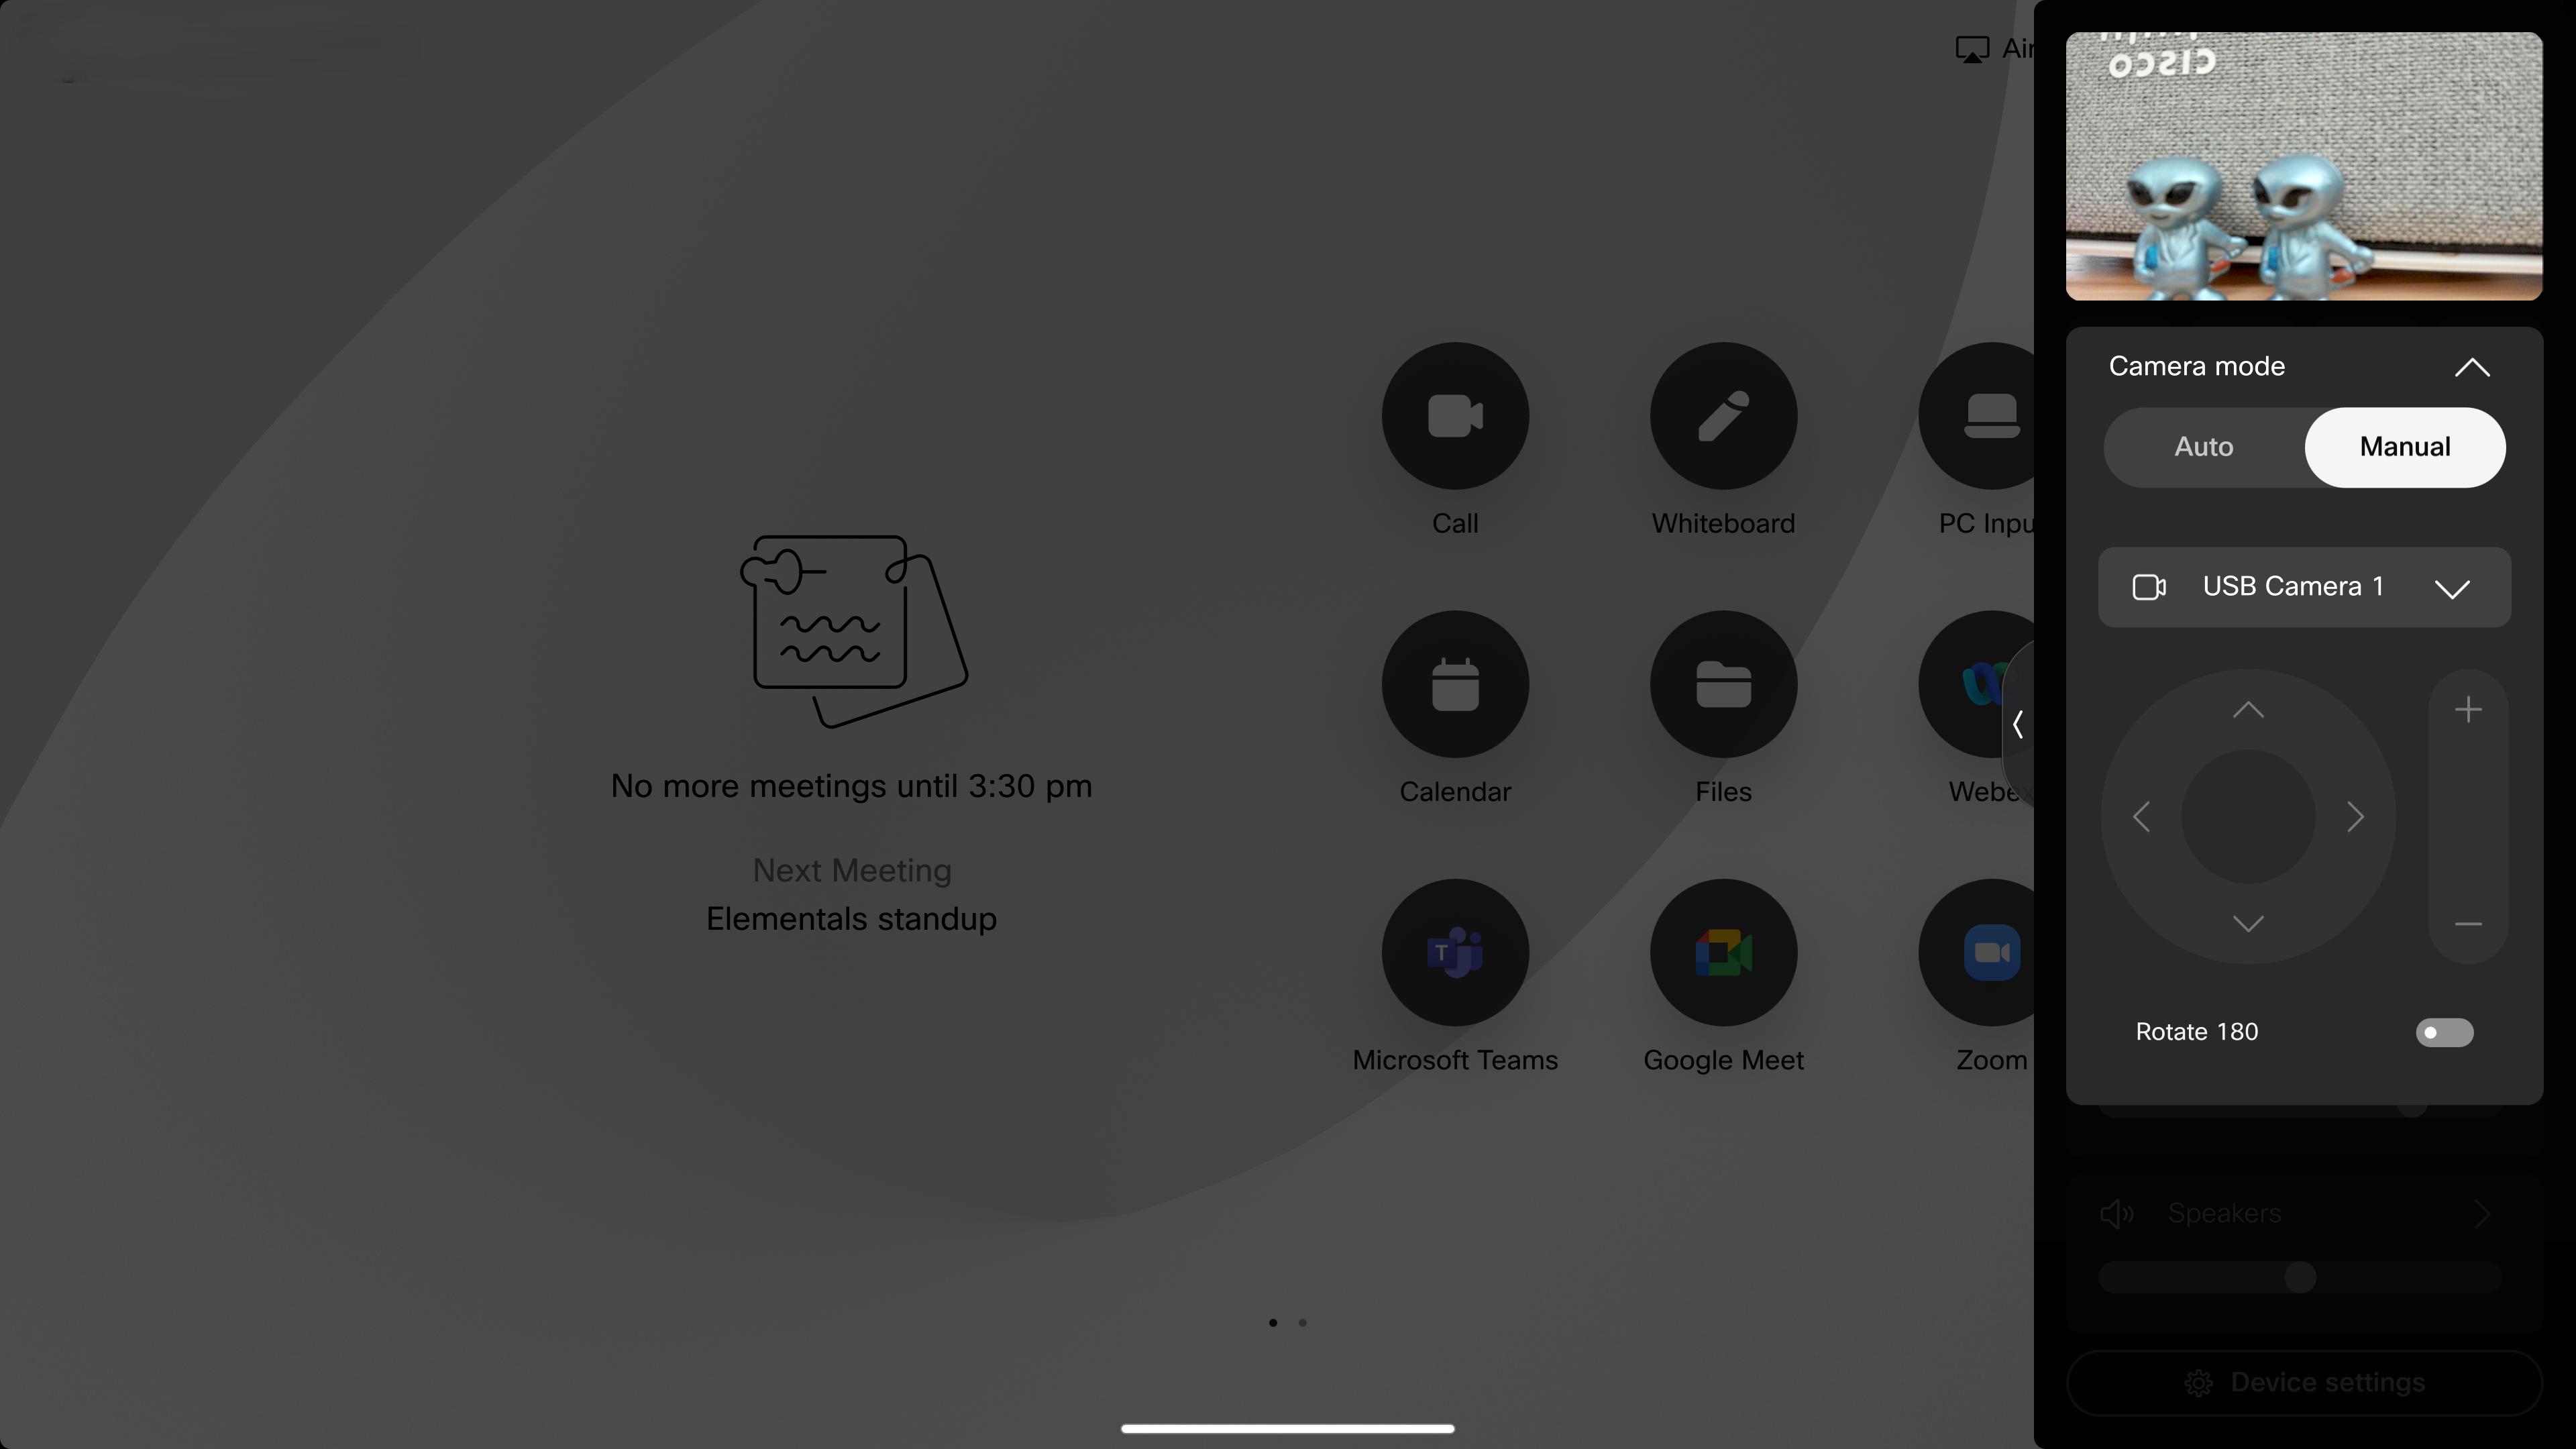 Air
cisco
Camera mode
Auto
Manual
Call
Whiteboard
PC Inpu
USB Camera 1
Calendar
Files
Webex
No more meetings until 3:30 pm
Next Meeting
Elementals standup
T
Microsoft Teams
Google Meet
Zoom
Rotate 180
Speakers
Device settings